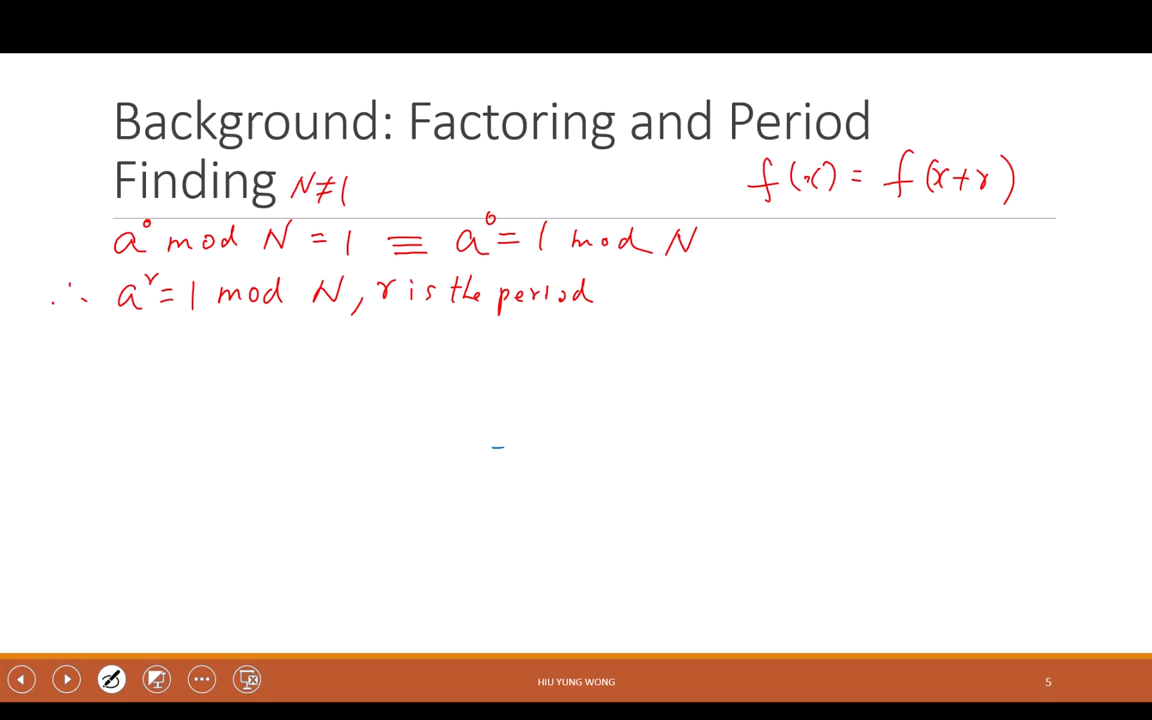 Background: Factoring and Period
Finding N≠1
f(x) = f(x+r)
a⁰ mod N = 1 ≡ a⁰ = 1 mod N
∴ aʳ = 1 mod N, r is the period
HIU YUNG WONG
5